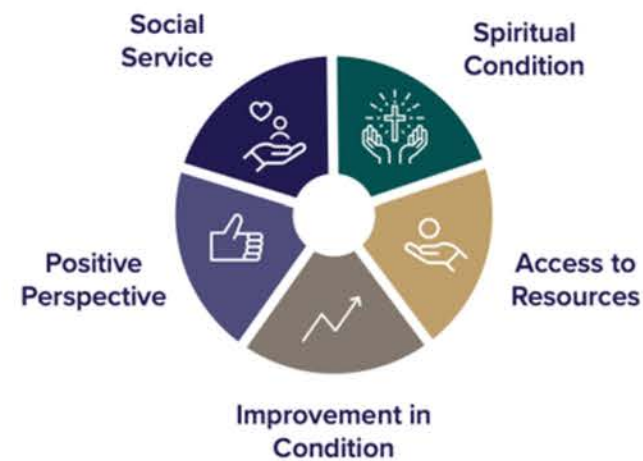 Social
Service
Spiritual
Condition
Positive
Perspective
Access to
Resources
Improvement in
Condition